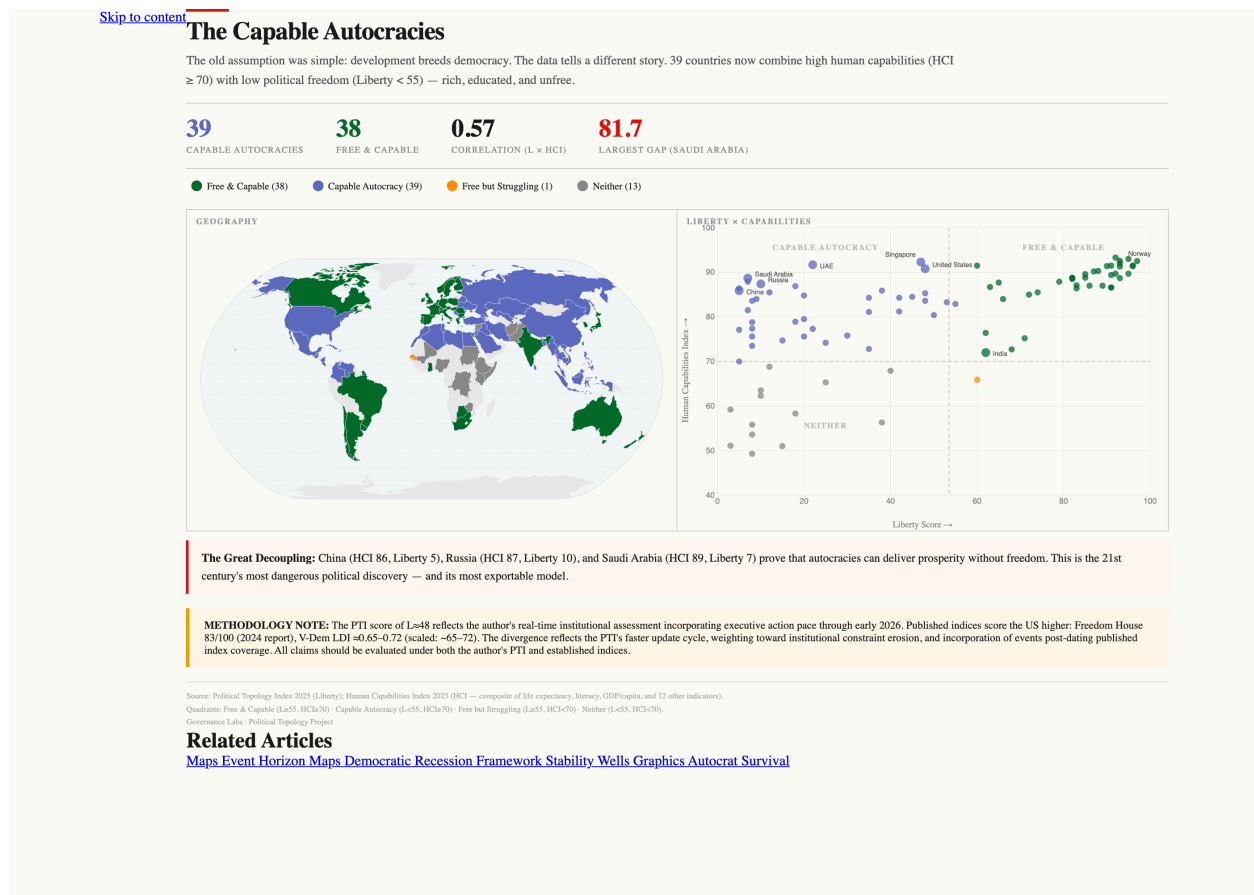 Skip to content
The Capable Autocracies
The old assumption was simple: development breeds democracy. The data tells a different story. 39 countries now combine high human capabilities (HCI
≥ 70) with low political freedom (Liberty < 55) — rich, educated, and unfree.
39
CAPABLE AUTOCRACIES
38
FREE & CAPABLE
0.57
CORRELATION (L × HCI)
81.7
LARGEST GAP (SAUDI ARABIA)
Free & Capable (38)
Capable Autocracy (39)
Free but Struggling (1)
Neither (13)
GEOGRAPHY
LIBERTY × CAPABILITIES
100
90
80
70
60
50
40
0
20
40
60
80
100
Human Capabilities Index →
Liberty Score →
CAPABLE AUTOCRACY
FREE & CAPABLE
NEITHER
Saudi Arabia
Russia
China
UAE
Singapore
United States
Norway
India
The Great Decoupling: China (HCI 86, Liberty 5), Russia (HCI 87, Liberty 10), and Saudi Arabia (HCI 89, Liberty 7) prove that autocracies can deliver prosperity without freedom. This is the 21st
century's most dangerous political discovery — and its most exportable model.
METHODOLOGY NOTE: The PTI score of L≈48 reflects the author's real-time institutional assessment incorporating executive action pace through early 2026. Published indices score the US higher: Freedom House
83/100 (2024 report), V-Dem LDI ≈0.65–0.72 (scaled: ~65–72). The divergence reflects the PTI's faster update cycle, weighting toward institutional constraint erosion, and incorporation of events post-dating published
index coverage. All claims should be evaluated under both the author's PTI and established indices.
Source: Political Topology Index 2025 (Liberty); Human Capabilities Index 2023 (HCI — composite of life expectancy, literacy, GDP/capita, and 12 other indicators).
Quadrants: Free & Capable (L≥55, HCI≥70) · Capable Autocracy (L<55, HCI≥70) · Free but Struggling (L≥55, HCI<70) · Neither (L<55, HCI<70).
Governance Labs · Political Topology Project
Related Articles
Maps Event Horizon Maps Democratic Recession Framework Stability Wells Graphics Autocrat Survival